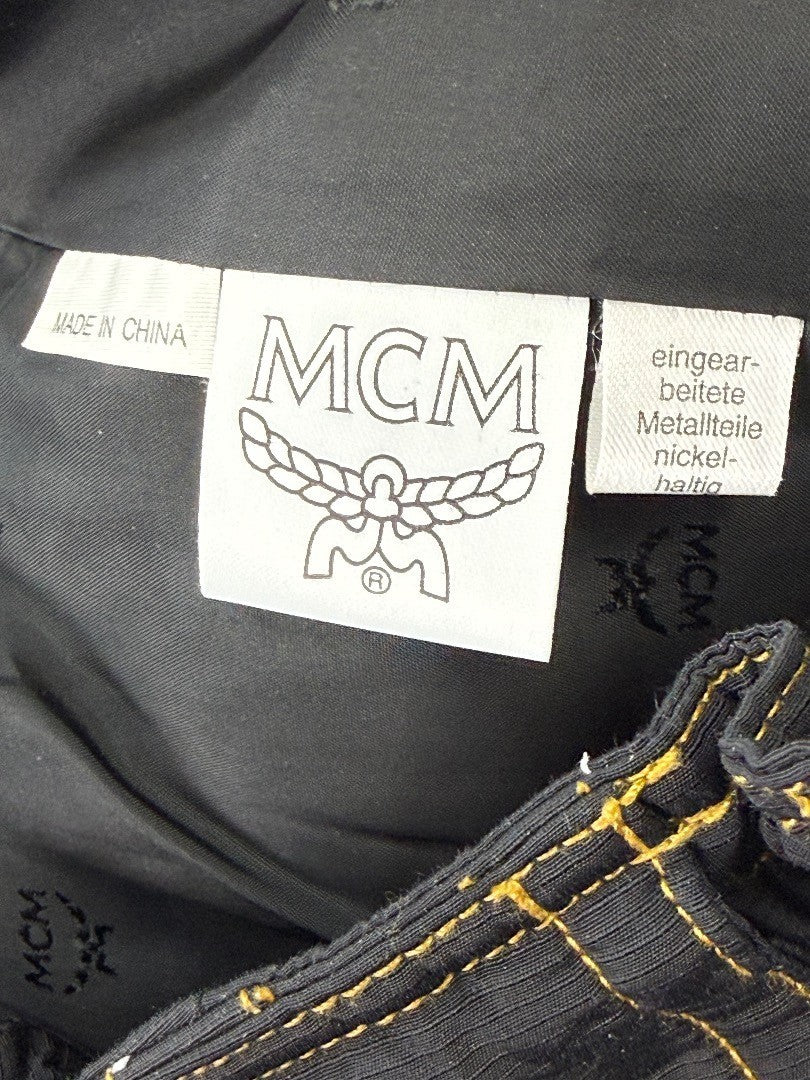 MADE IN CHINA
MCM
®
eingear-
beitete
Metallteile
nickel-
haltig
MCM
MCM